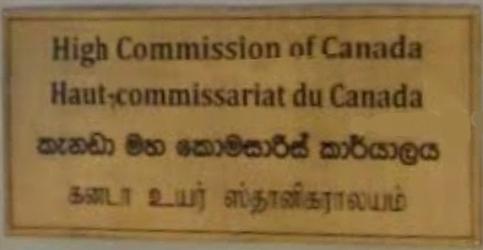 High Commission of Canada
Haut-commissariat du Canada
කැනඩා මහ කොමසාරිස් කාර්යාලය
கனடா உயர் ஸ்தானிகராலயம்